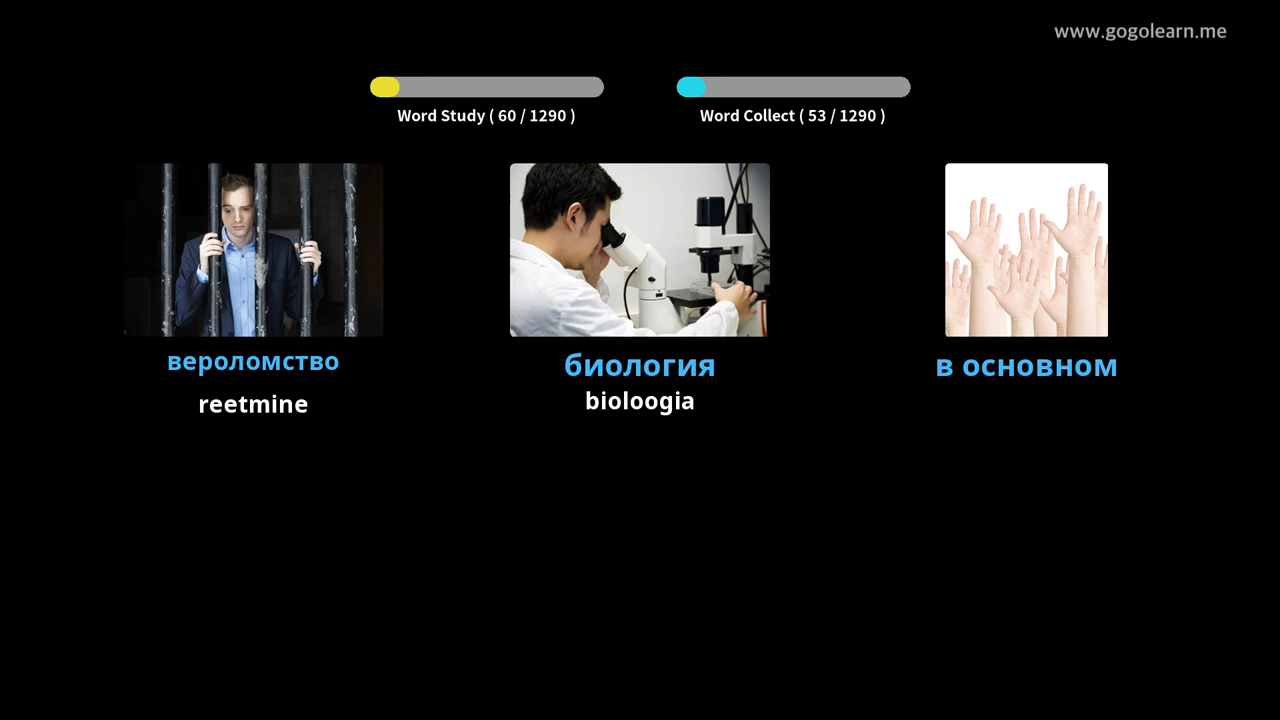 www.gogolearn.me
Word Study ( 60 / 1290 )
Word Collect ( 53 / 1290 )
вероломство
reetmine
биология
bioloogia
в основном